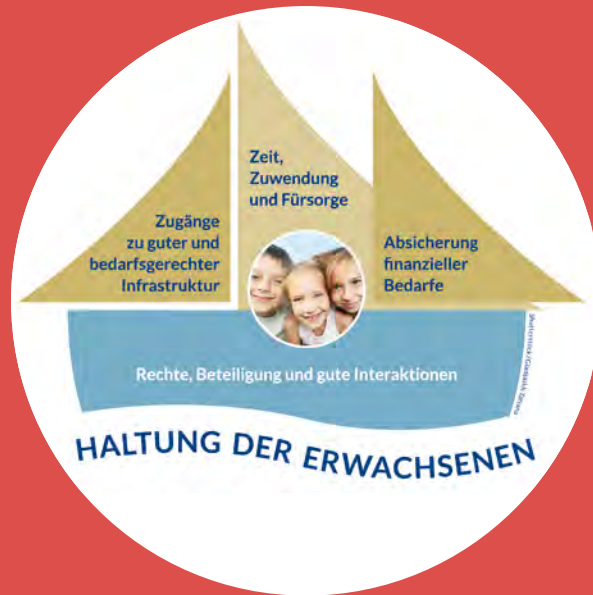 Zeit,
Zuwendung
und Fürsorge
Zugänge
zu guter und
bedarfsgerechter
Infrastruktur
Absicherung
finanzieller
Bedarfe
Rechte, Beteiligung und gute Interaktionen
HALTUNG DER ERWACHSENEN